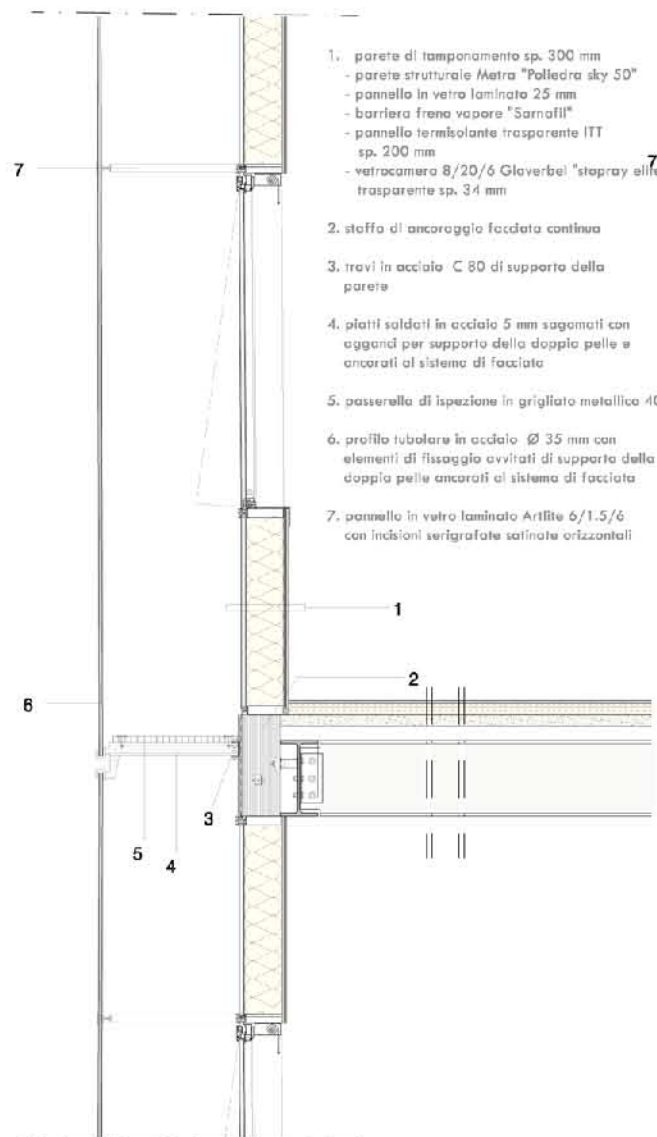 1. parete di tamponamento sp. 300 mm
- parete strutturale Metra "Poliedra sky 50"
- pannello in vetro laminato 25 mm
- barriera freno vapore "Sarnafil"
- pannello termisolante trasparente ITT
sp. 200 mm
- vetrocamera 8/20/6 Glaverbel "stopray elite
trasparente sp. 34 mm
2. staffa di ancoraggio facciata continua
3. travi in acciaio C 80 di supporto della
parete
4. piatti saldati in acciaio 5 mm sagomati con
agganci per supporto della doppia pelle e
ancorati al sistema di facciata
5. passerella di ispezione in grigliato metallico 40
6. profilo tubolare in acciaio Ø 35 mm con
elementi di fissaggio avvitati di supporto della
doppia pelle ancorati al sistema di facciata
7. pannello in vetro laminato Artlite 6/1.5/6
con incisioni serigrafate satinate orizzontali
7
7
1
2
6
3
5
4